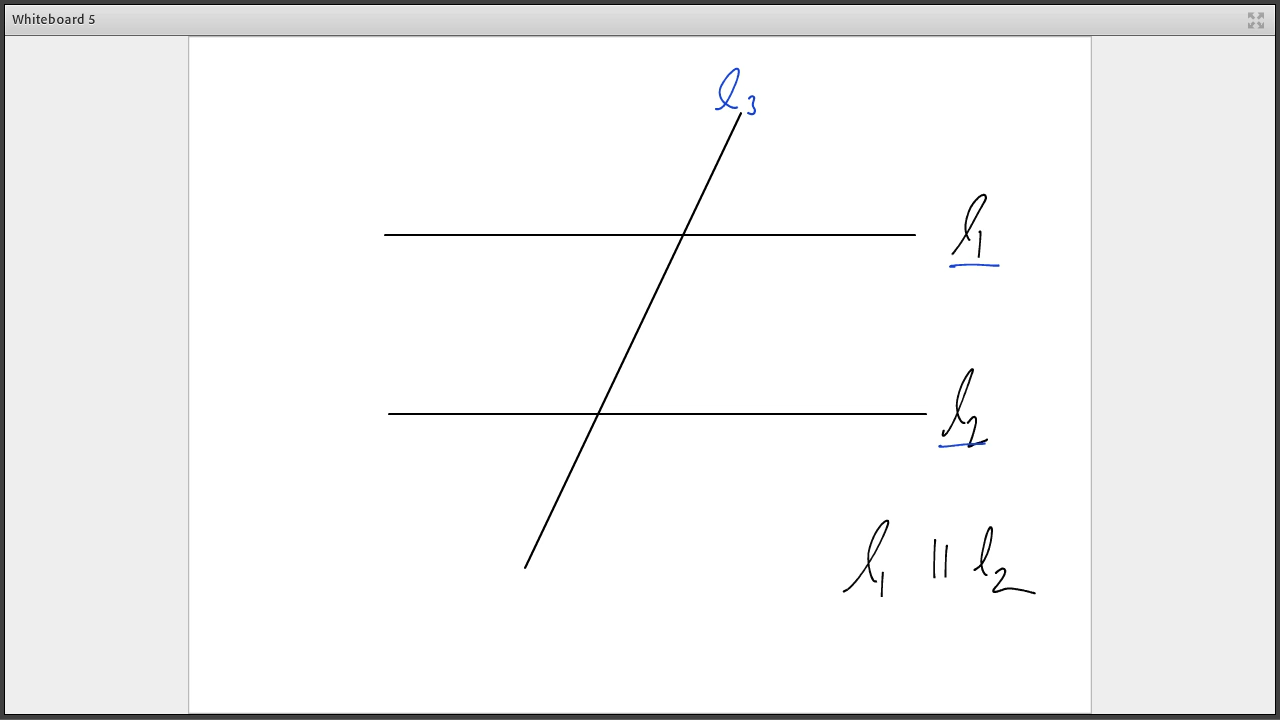 Whiteboard 5
l₃
l₁
l₂
l₁ || l₂